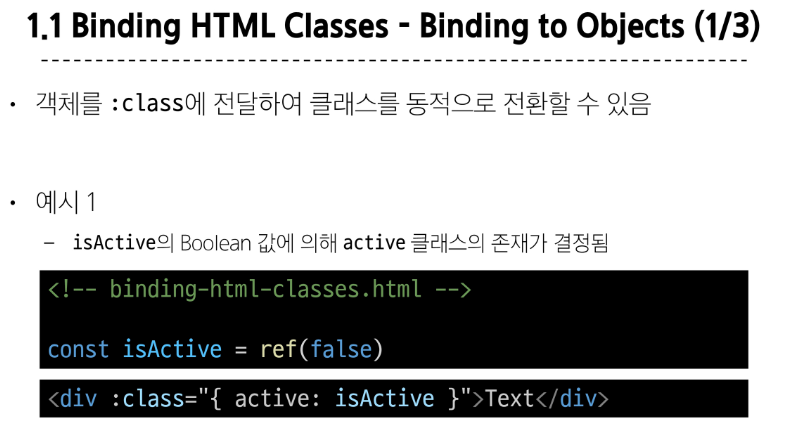 1.1 Binding HTML Classes - Binding to Objects (1/3)
• 객체를 :class에 전달하여 클래스를 동적으로 전환할 수 있음
• 예시 1
– isActive의 Boolean 값에 의해 active 클래스의 존재가 결정됨
<!-- binding-html-classes.html -->
const isActive = ref(false)
<div :class="{ active: isActive }">Text</div>